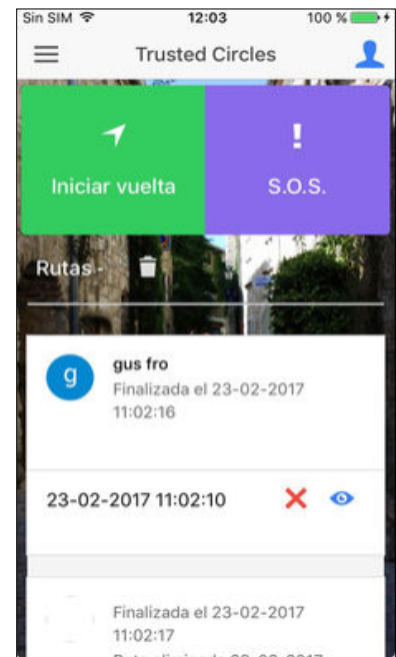 Sin SIM 12:03 100 %
Trusted Circles
!
Iniciar vuelta S.O.S.
Rutas -
g gus fro
Finalizada el 23-02-2017
11:02:16
23-02-2017 11:02:10
Finalizada el 23-02-2017
11:02:17